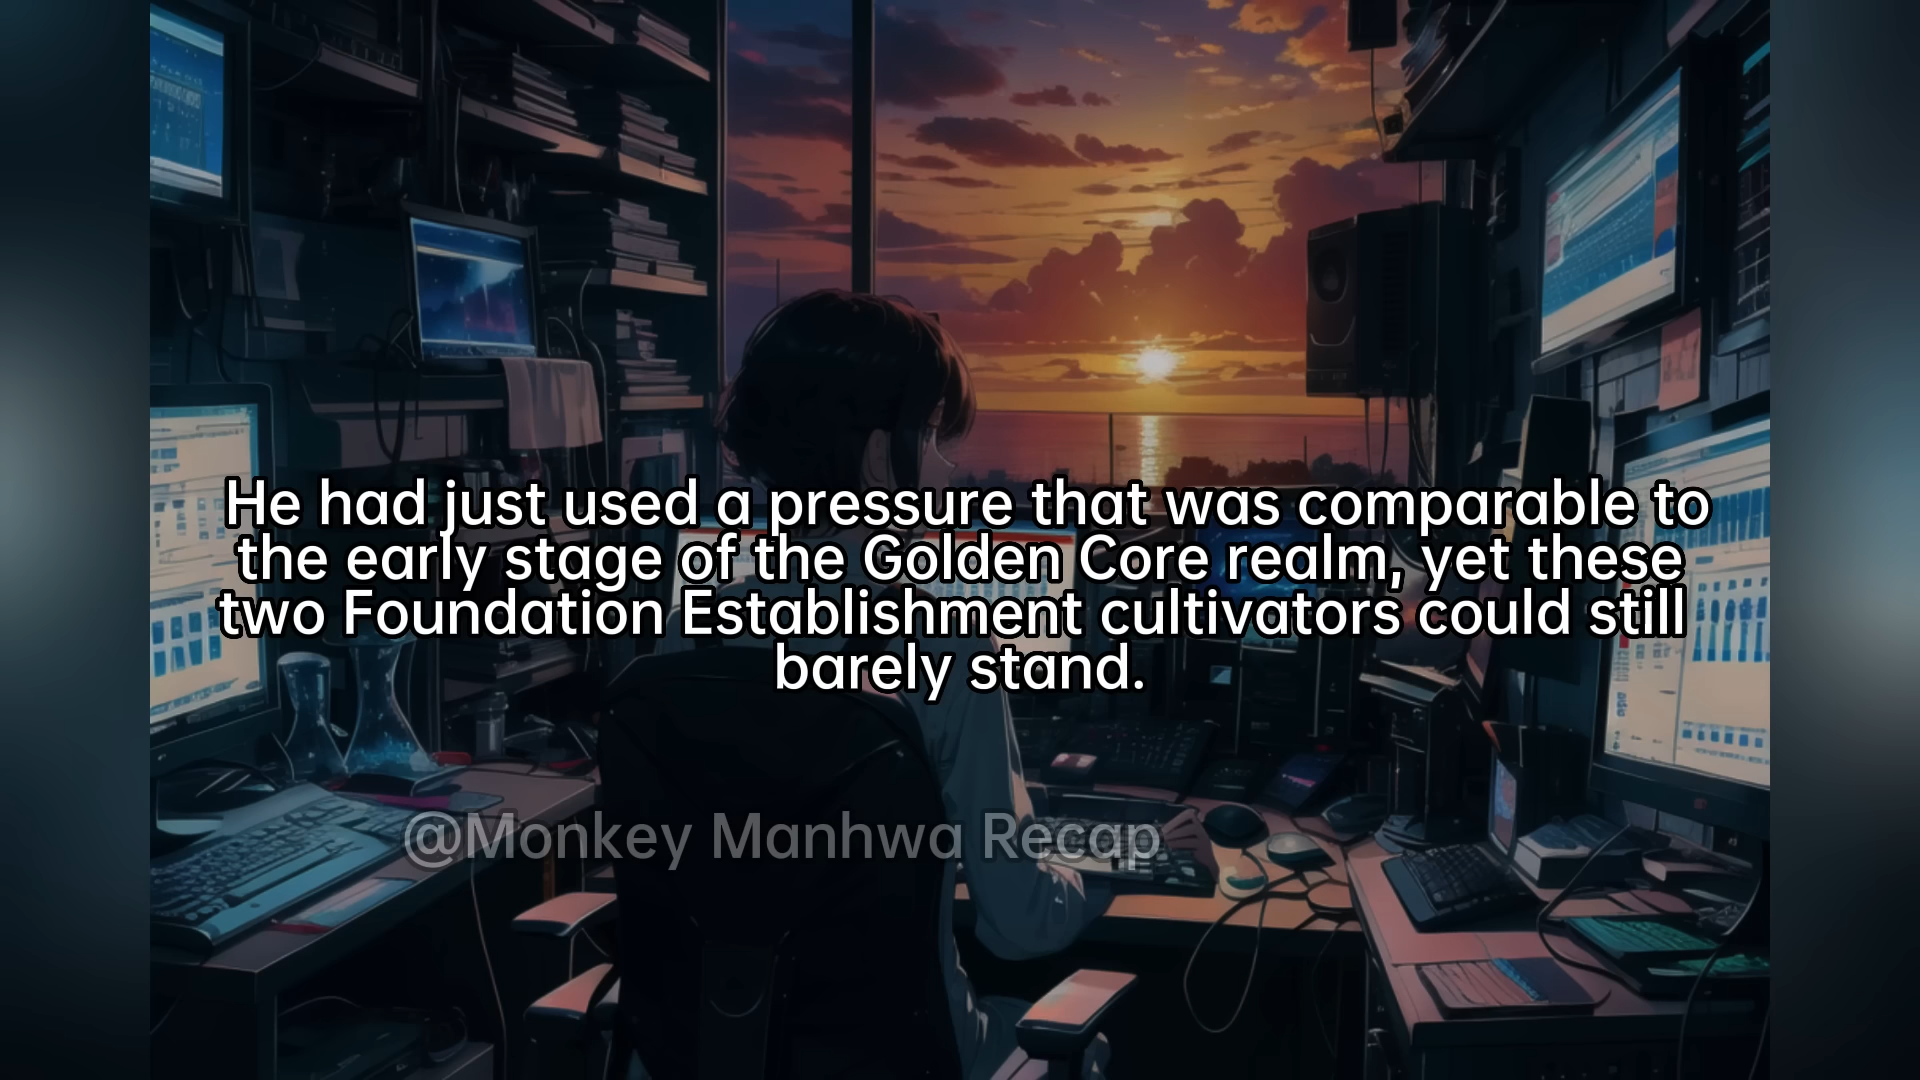 He had just used a pressure that was comparable to
the early stage of the Golden Core realm, yet these
two Foundation Establishment cultivators could still
barely stand.
@Monkey Manhwa Recap